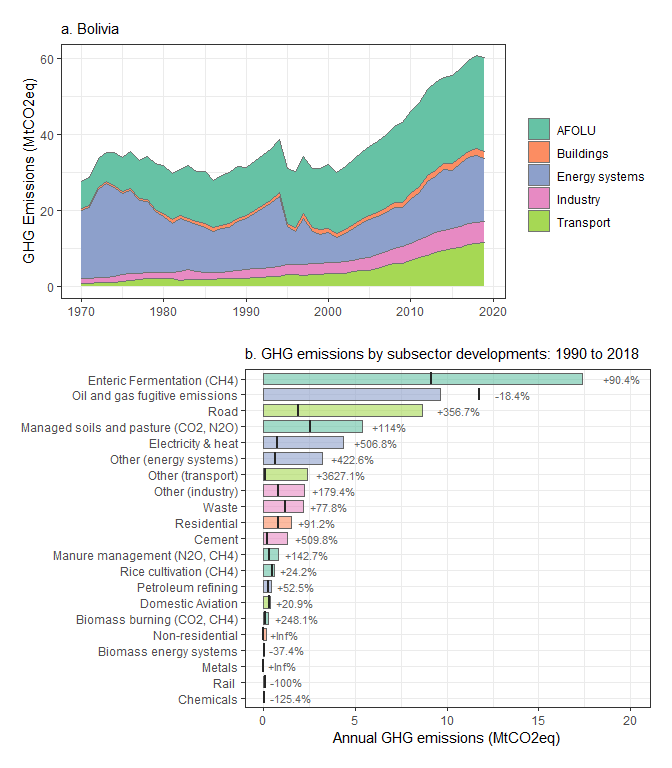 a. Bolivia
GHG Emissions (MtCO2eq)
60
40
20
0
1970
1980
1990
2000
2010
2020
AFOLU
Buildings
Energy systems
Industry
Transport
b. GHG emissions by subsector developments: 1990 to 2018
Enteric Fermentation (CH4) +90.4%
Oil and gas fugitive emissions -18.4%
Road +356.7%
Managed soils and pasture (CO2, N2O) +114%
Electricity & heat +506.8%
Other (energy systems) +422.6%
Other (transport) +3627.1%
Other (industry) +179.4%
Waste +77.8%
Residential +91.2%
Cement +509.8%
Manure management (N2O, CH4) +142.7%
Rice cultivation (CH4) +24.2%
Petroleum refining +52.5%
Domestic Aviation +20.9%
Biomass burning (CO2, CH4) +248.1%
Non-residential +Inf%
Biomass energy systems -37.4%
Metals +Inf%
Rail -100%
Chemicals -125.4%
0
5
10
15
20
Annual GHG emissions (MtCO2eq)